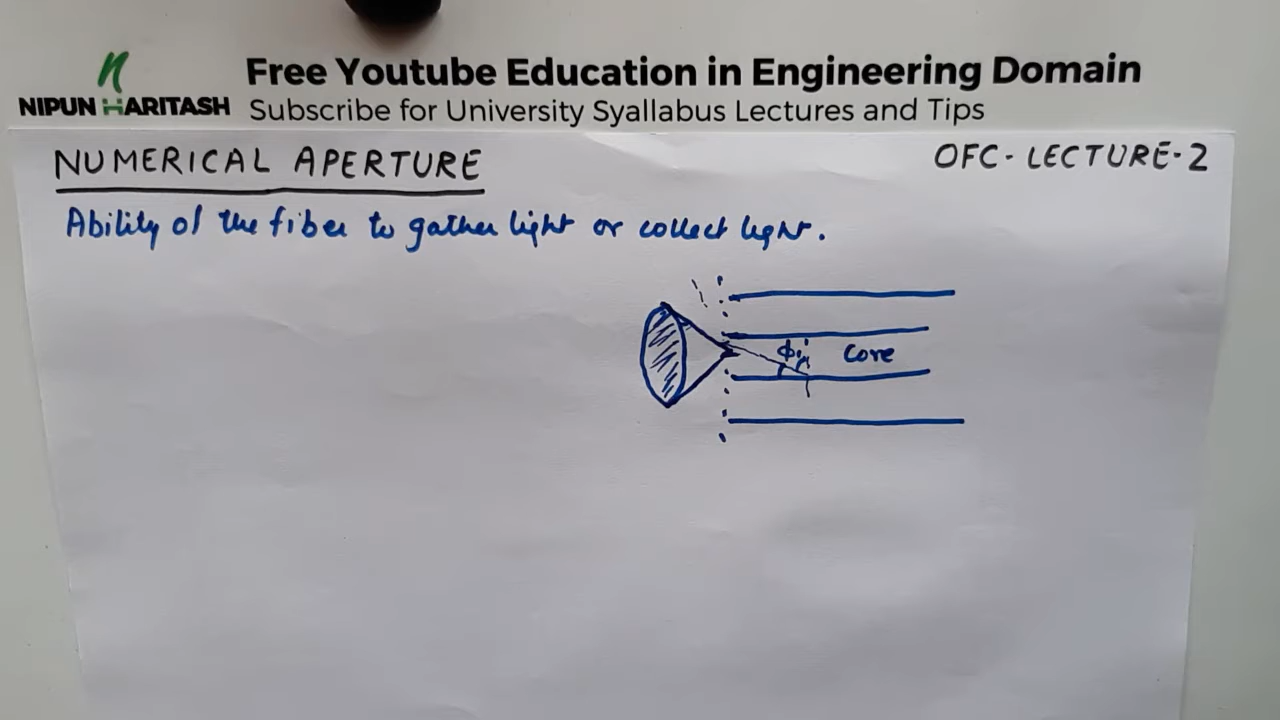 Free Youtube Education in Engineering Domain
NIPUN HARITASH
Subscribe for University Syallabus Lectures and Tips
NUMERICAL APERTURE
OFC - LECTURE - 2
Ability of the fiber to gather light or collect light.
Core